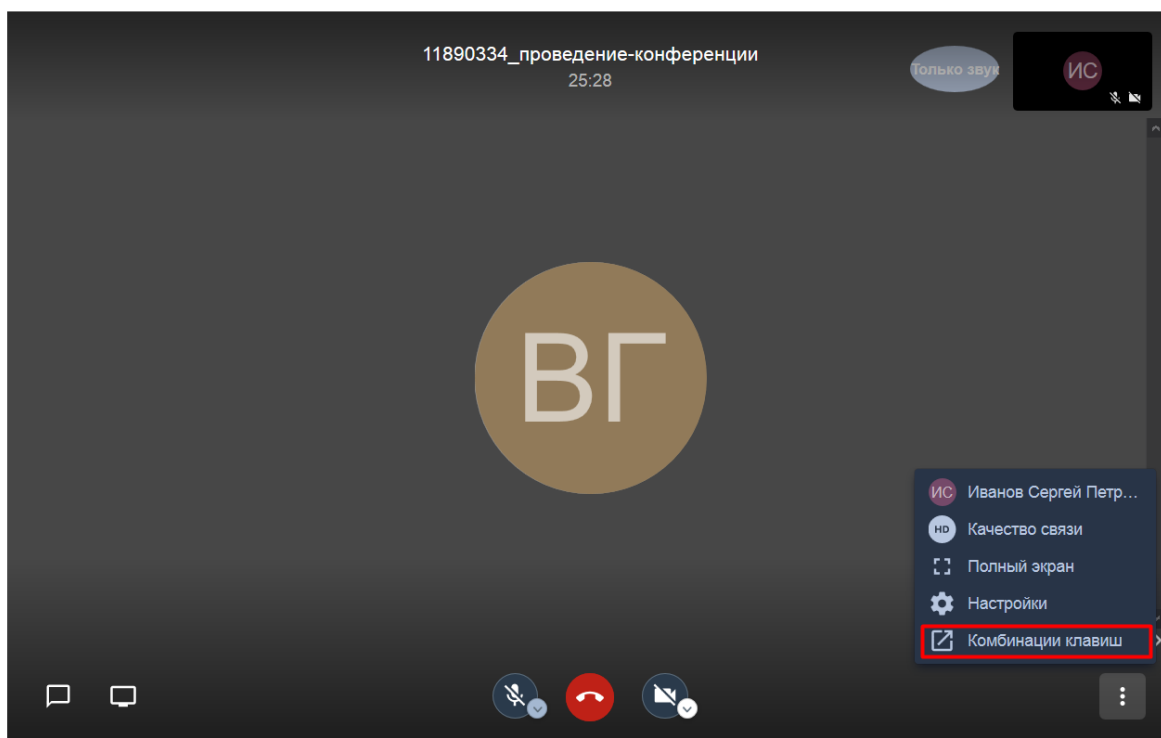 11890334_проведение-конференции
25:28
Только звук
ИС
ВГ
ИС Иванов Сергей Петр...
HD Качество связи
Полный экран
Настройки
Комбинации клавиш